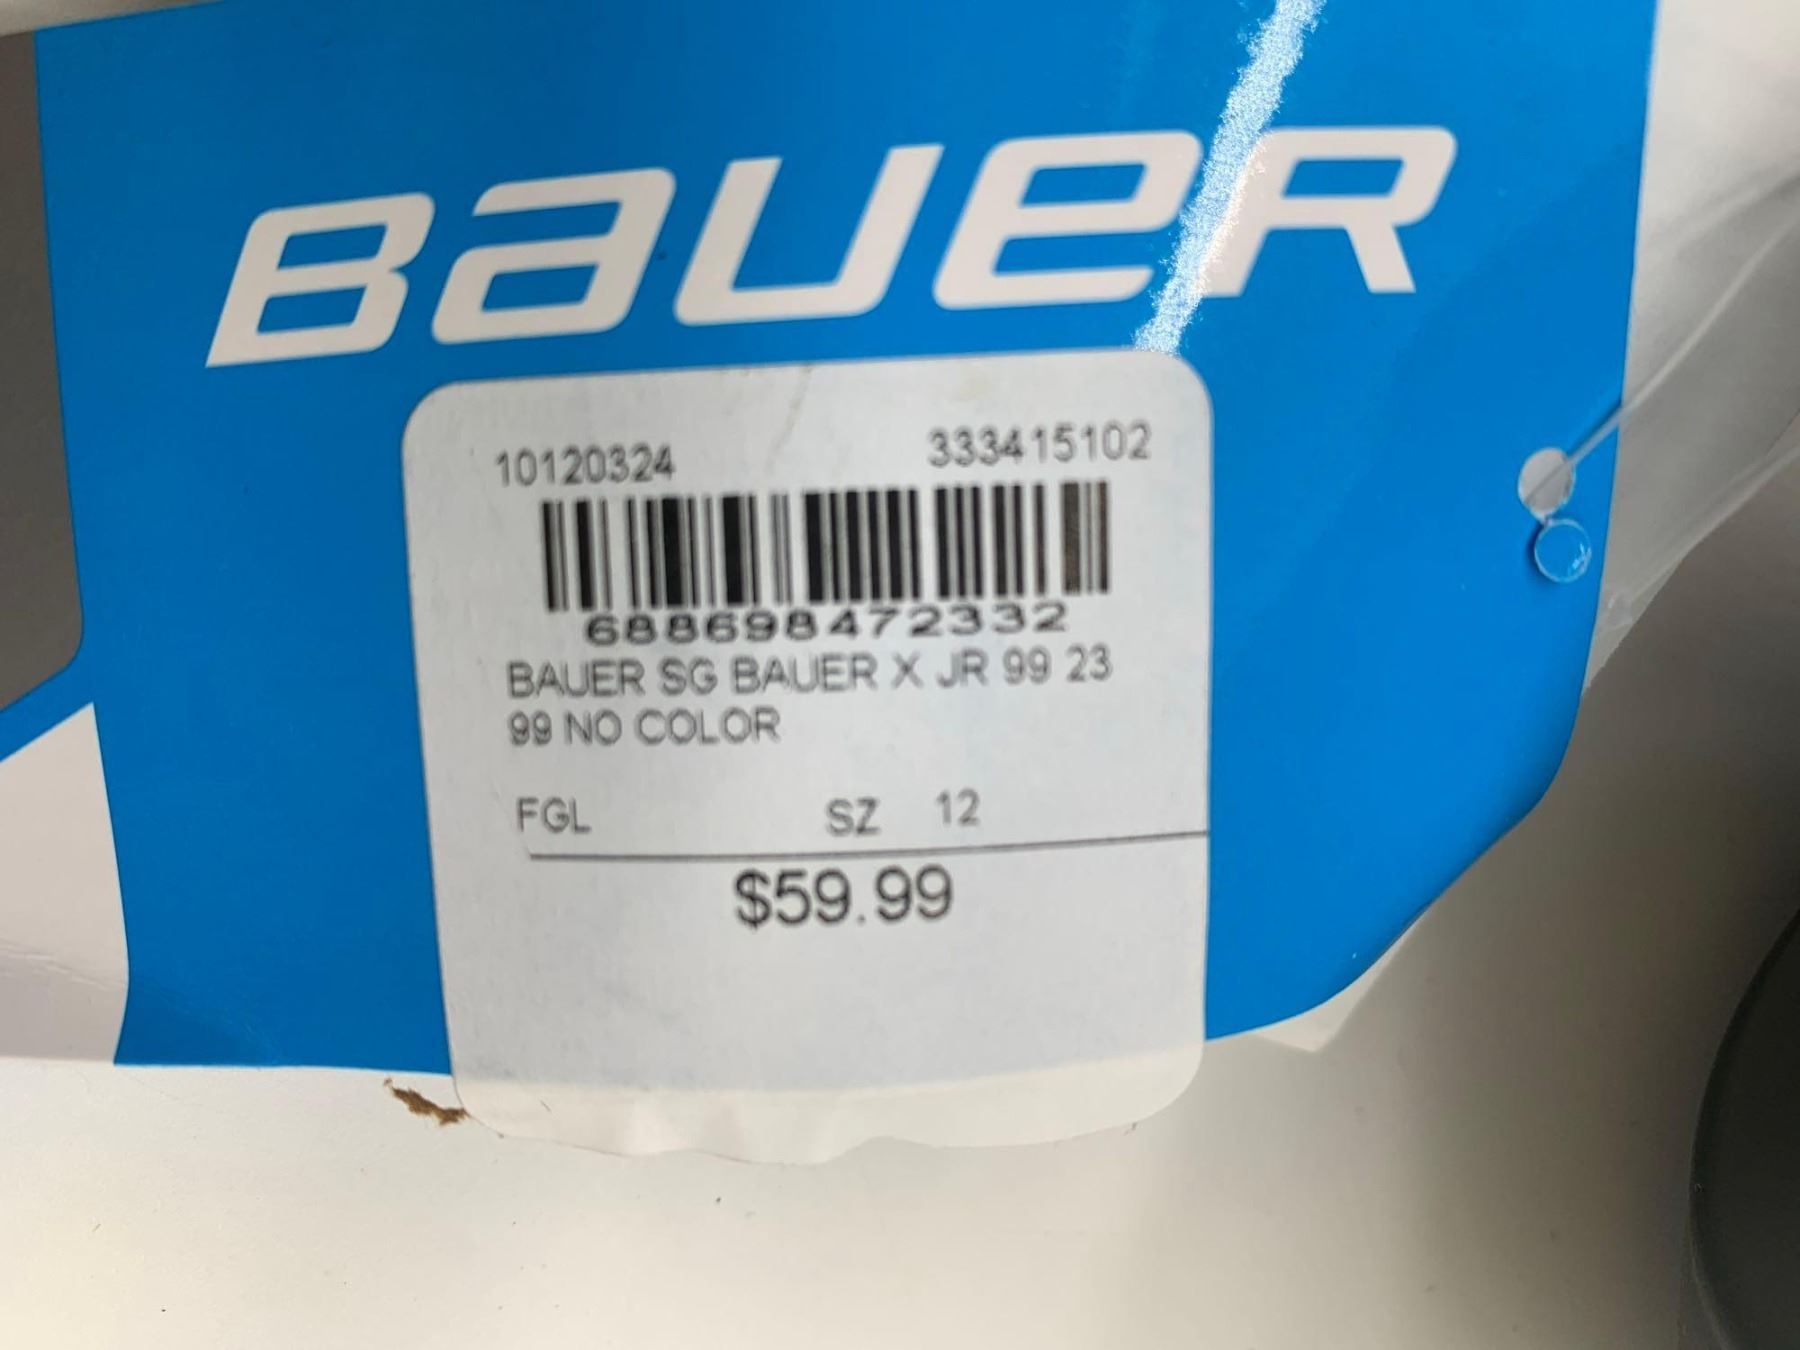 BAUER
10120324 333415102
688698472332
BAUER SG BAUER X JR 99 23
99 NO COLOR
FGL SZ 12
$59.99